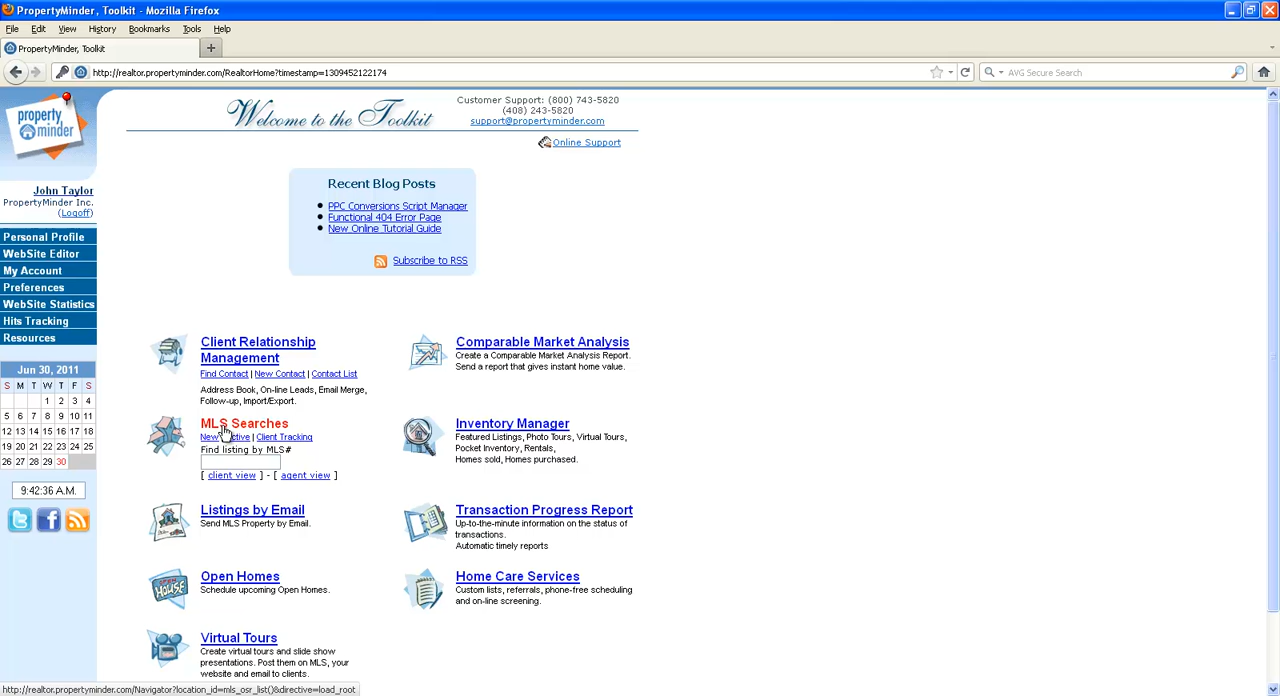 PropertyMinder, Toolkit - Mozilla Firefox
File Edit View History Bookmarks Tools Help
PropertyMinder, Toolkit
http://realtor.propertyminder.com/RealtorHome?timestamp=1309452122174
AVG Secure Search
property minder
Welcome to the Toolkit
Customer Support: (800) 743-5820
(408) 243-5820
support@propertyminder.com
Online Support
John Taylor
PropertyMinder Inc.
(Logoff)
Personal Profile
WebSite Editor
My Account
Preferences
WebSite Statistics
Hits Tracking
Resources
Jun 30, 2011
S M T W T F S
1 2 3 4
5 6 7 8 9 10 11
12 13 14 15 16 17 18
19 20 21 22 23 24 25
26 27 28 29 30
9:42:36 A.M.
Recent Blog Posts
PPC Conversions Script Manager
Functional 404 Error Page
New Online Tutorial Guide
Subscribe to RSS
Client Relationship
Management
Find Contact | New Contact | Contact List
Address Book, On-line Leads, Email Merge,
Follow-up, Import/Export.
Comparable Market Analysis
Create a Comparable Market Analysis Report.
Send a report that gives instant home value.
MLS Searches
| Client Tracking
Find listing by MLS#
[ client view ] - [ agent view ]
Inventory Manager
Featured Listings, Photo Tours, Virtual Tours,
Pocket Inventory, Rentals,
Homes sold, Homes purchased.
Listings by Email
Send MLS Property by Email.
Transaction Progress Report
Up-to-the-minute information on the status of
transactions.
Automatic timely reports
Open Homes
Schedule upcoming Open Homes.
Home Care Services
Custom lists, referrals, phone-free scheduling
and on-line screening.
Virtual Tours
Create virtual tours and slide show
presentations. Post them on MLS, your
website and email to clients.
http://realtor.propertyminder.com/Navigator?location_id=mls_osr_list()&directive=load_root